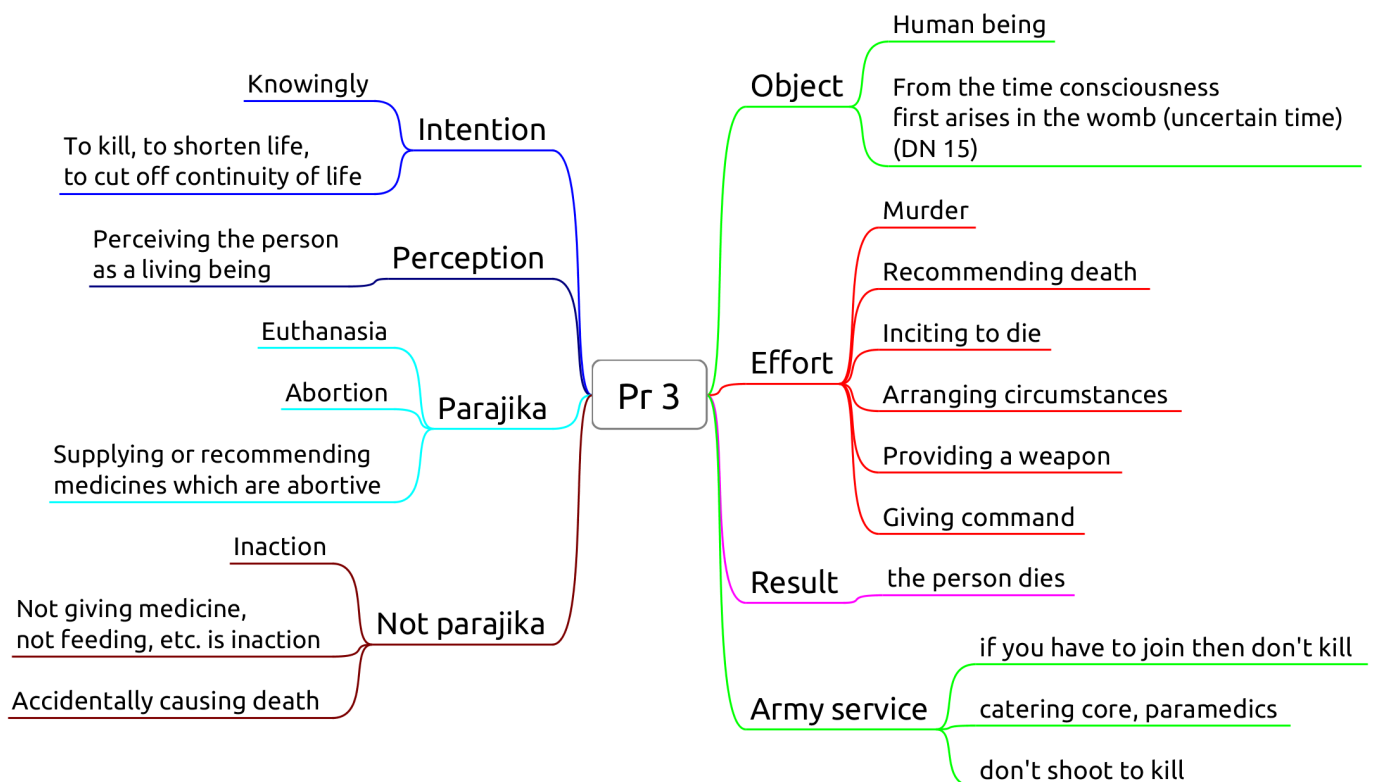 Pr 3
Object
Human being
From the time consciousness
first arises in the womb (uncertain time)
(DN 15)
Effort
Murder
Recommending death
Inciting to die
Arranging circumstances
Providing a weapon
Giving command
Result
the person dies
Army service
if you have to join then don't kill
catering core, paramedics
don't shoot to kill
Intention
Knowingly
To kill, to shorten life,
to cut off continuity of life
Perception
Perceiving the person
as a living being
Parajika
Euthanasia
Abortion
Supplying or recommending
medicines which are abortive
Not parajika
Inaction
Not giving medicine,
not feeding, etc. is inaction
Accidentally causing death